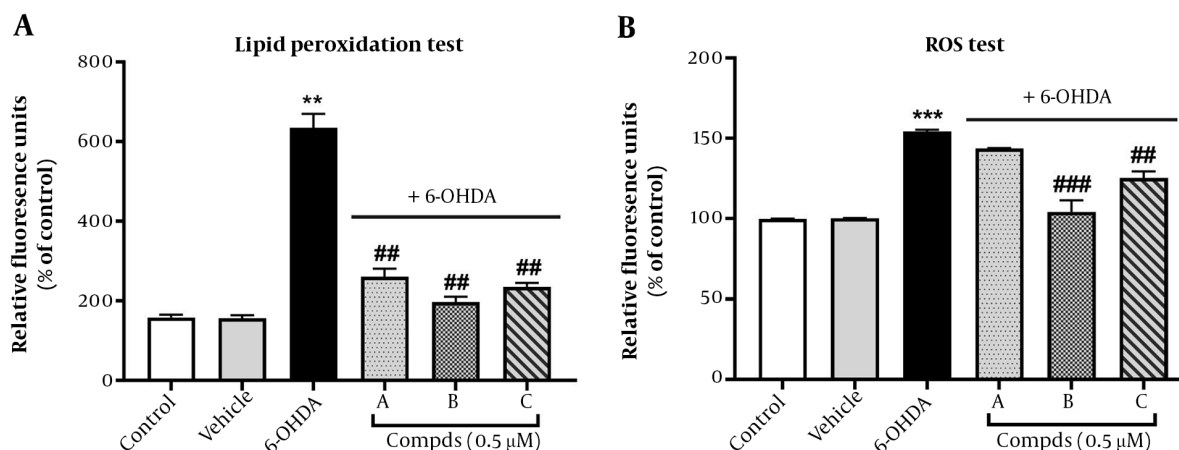 A
Lipid peroxidation test
Relative fluoresence units
(% of control)
800
600
400
200
0
**
+ 6-OHDA
##
##
##
Control
Vehicle
6-OHDA
A
B
C
Compds (0.5 μM)
B
ROS test
Relative fluoresence units
(% of control)
200
150
100
50
0
***
+ 6-OHDA
###
##
Control
Vehicle
6-OHDA
A
B
C
Compds (0.5 μM)